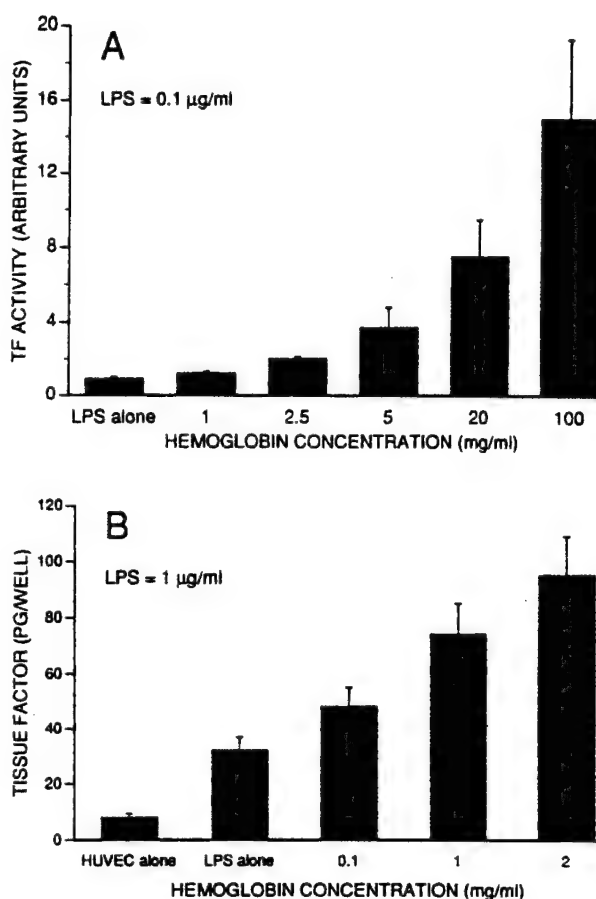 A
LPS = 0.1 µg/ml
TF ACTIVITY (ARBITRARY UNITS)
20
16
12
8
4
0
LPS alone 1 2.5 5 20 100
HEMOGLOBIN CONCENTRATION (mg/ml)
B
LPS = 1 µg/ml
TISSUE FACTOR (PG/WELL)
120
100
80
60
40
20
0
HUVEC alone LPS alone 0.1 1 2
HEMOGLOBIN CONCENTRATION (mg/ml)